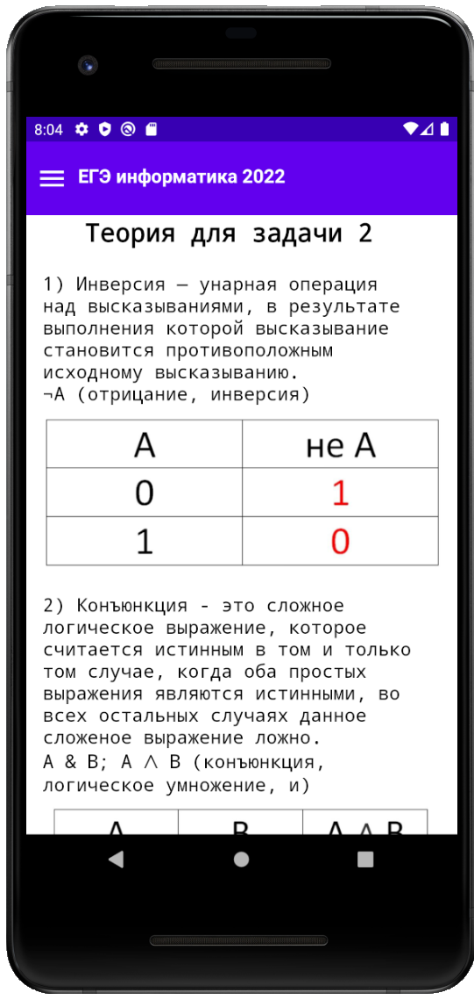 8:04
ЕГЭ информатика 2022
Теория для задачи 2
1) Инверсия – унарная операция
над высказываниями, в результате
выполнения которой высказывание
становится противоположным
исходному высказыванию.
¬А (отрицание, инверсия)
А не А
0 1
1 0
2) Конъюнкция - это сложное
логическое выражение, которое
считается истинным в том и только
том случае, когда оба простых
выражения являются истинными, во
всех остальных случаях данное
сложеное выражение ложно.
А & В; А ⋀ В (конъюнкция,
логическое умножение, и)
А В А ∧ В